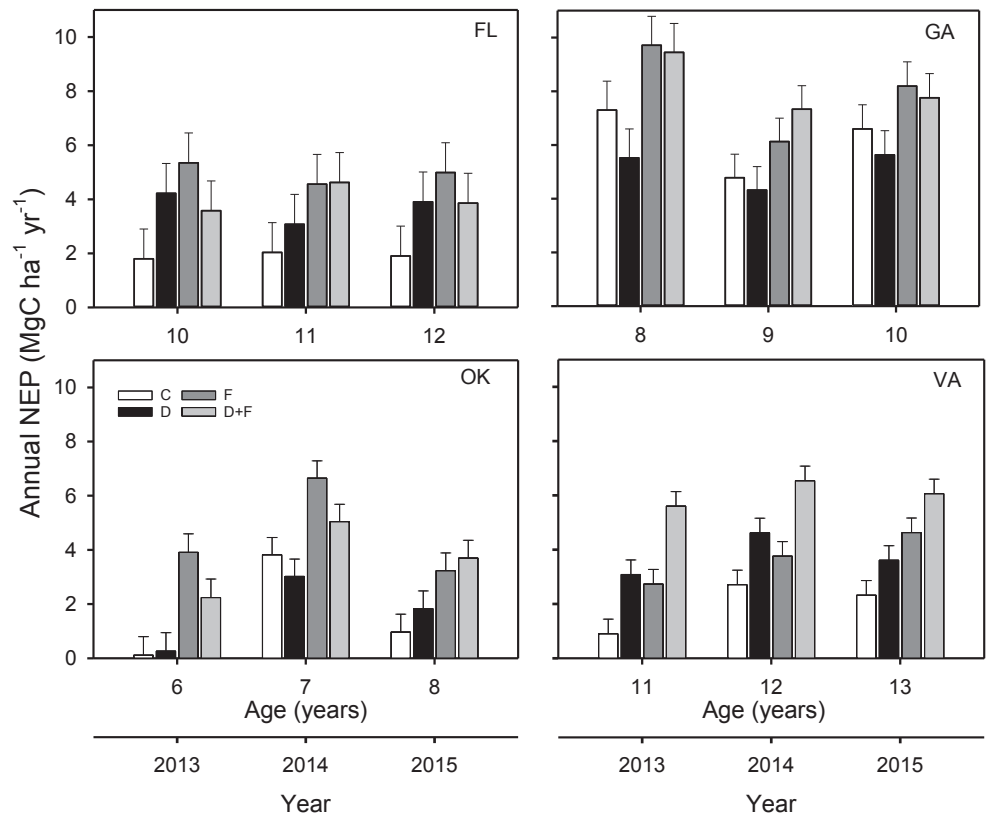 Annual NEP (MgC ha⁻¹ yr⁻¹)
FL
10
8
6
4
2
0
10 11 12
GA
8 9 10
OK
10
8
6
4
2
0
C F
D D+F
6 7 8
Age (years)
2013 2014 2015
Year
VA
11 12 13
Age (years)
2013 2014 2015
Year